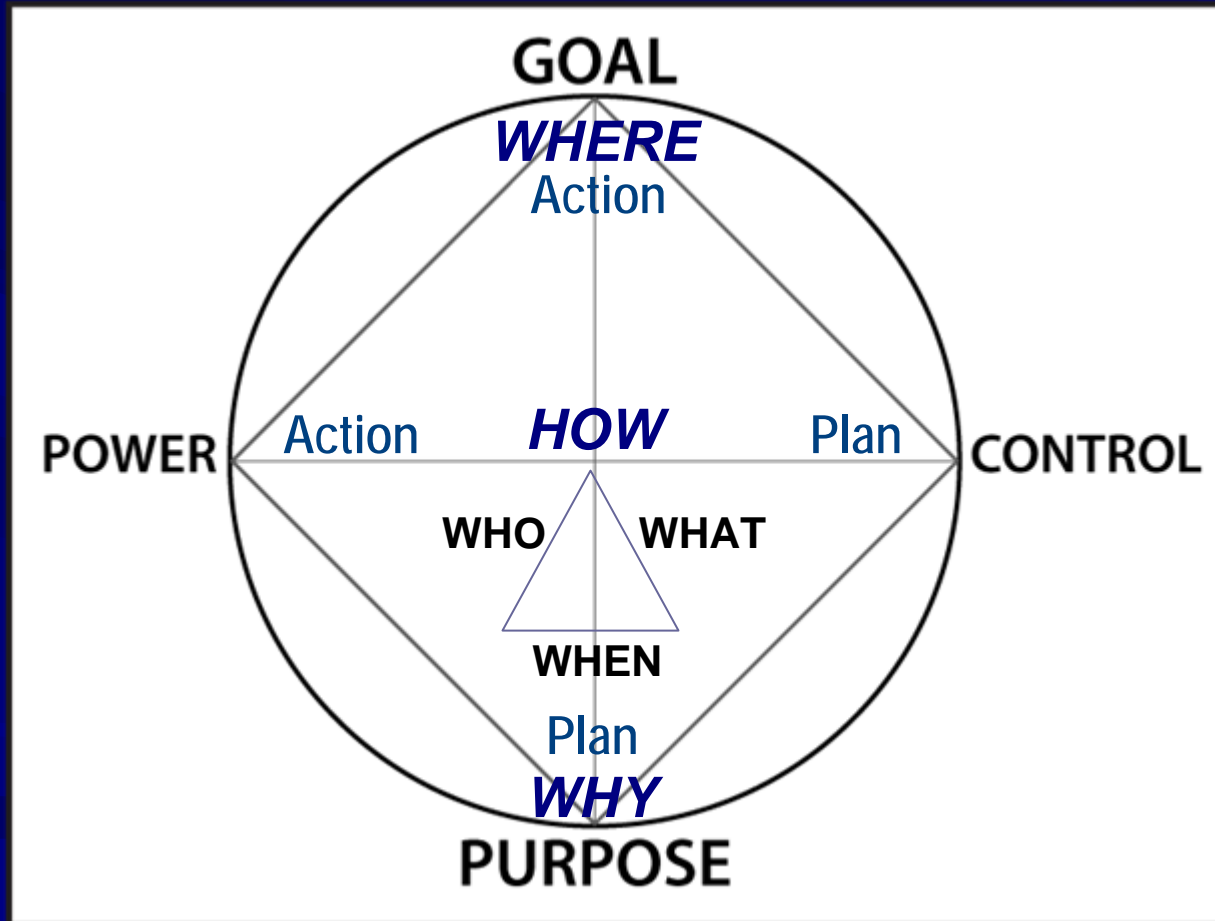 GOAL
WHERE
Action
POWER Action HOW Plan CONTROL
WHO WHAT
WHEN
Plan
WHY
PURPOSE